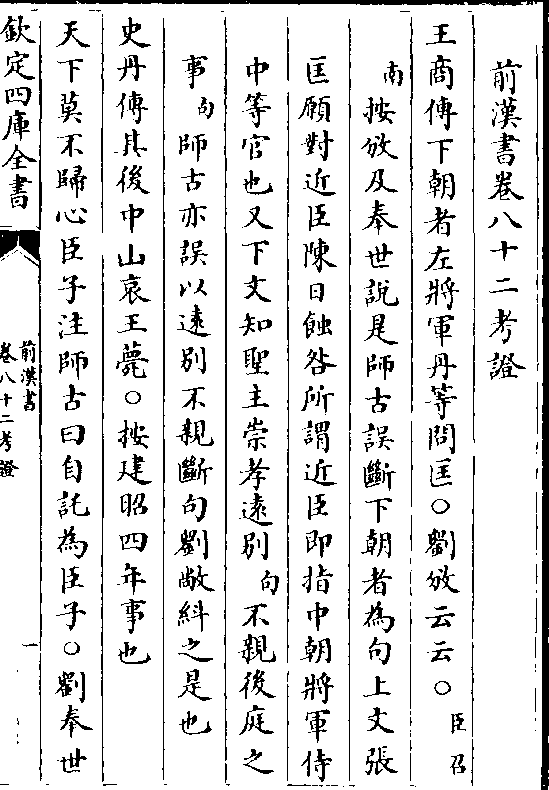 前漢書卷八十二考證
王商傳下朝者左將軍丹等問匡○劉攽云云○臣召
南按攽及奉世說是師古誤斷下朝者為句上文張
匡願對近臣陳日蝕咎所謂近臣即指中朝將軍侍
中等官也又下文知聖主崇孝遠別句不親後庭之
事句師古亦誤以遠別不親斷句劉敞糾之是也
史丹傳其後中山哀王薨○按建昭四年事也
天下莫不歸心臣子注師古曰自託為臣子○劉奉世
欽定四庫全書
前漢書
卷八十二考證
一